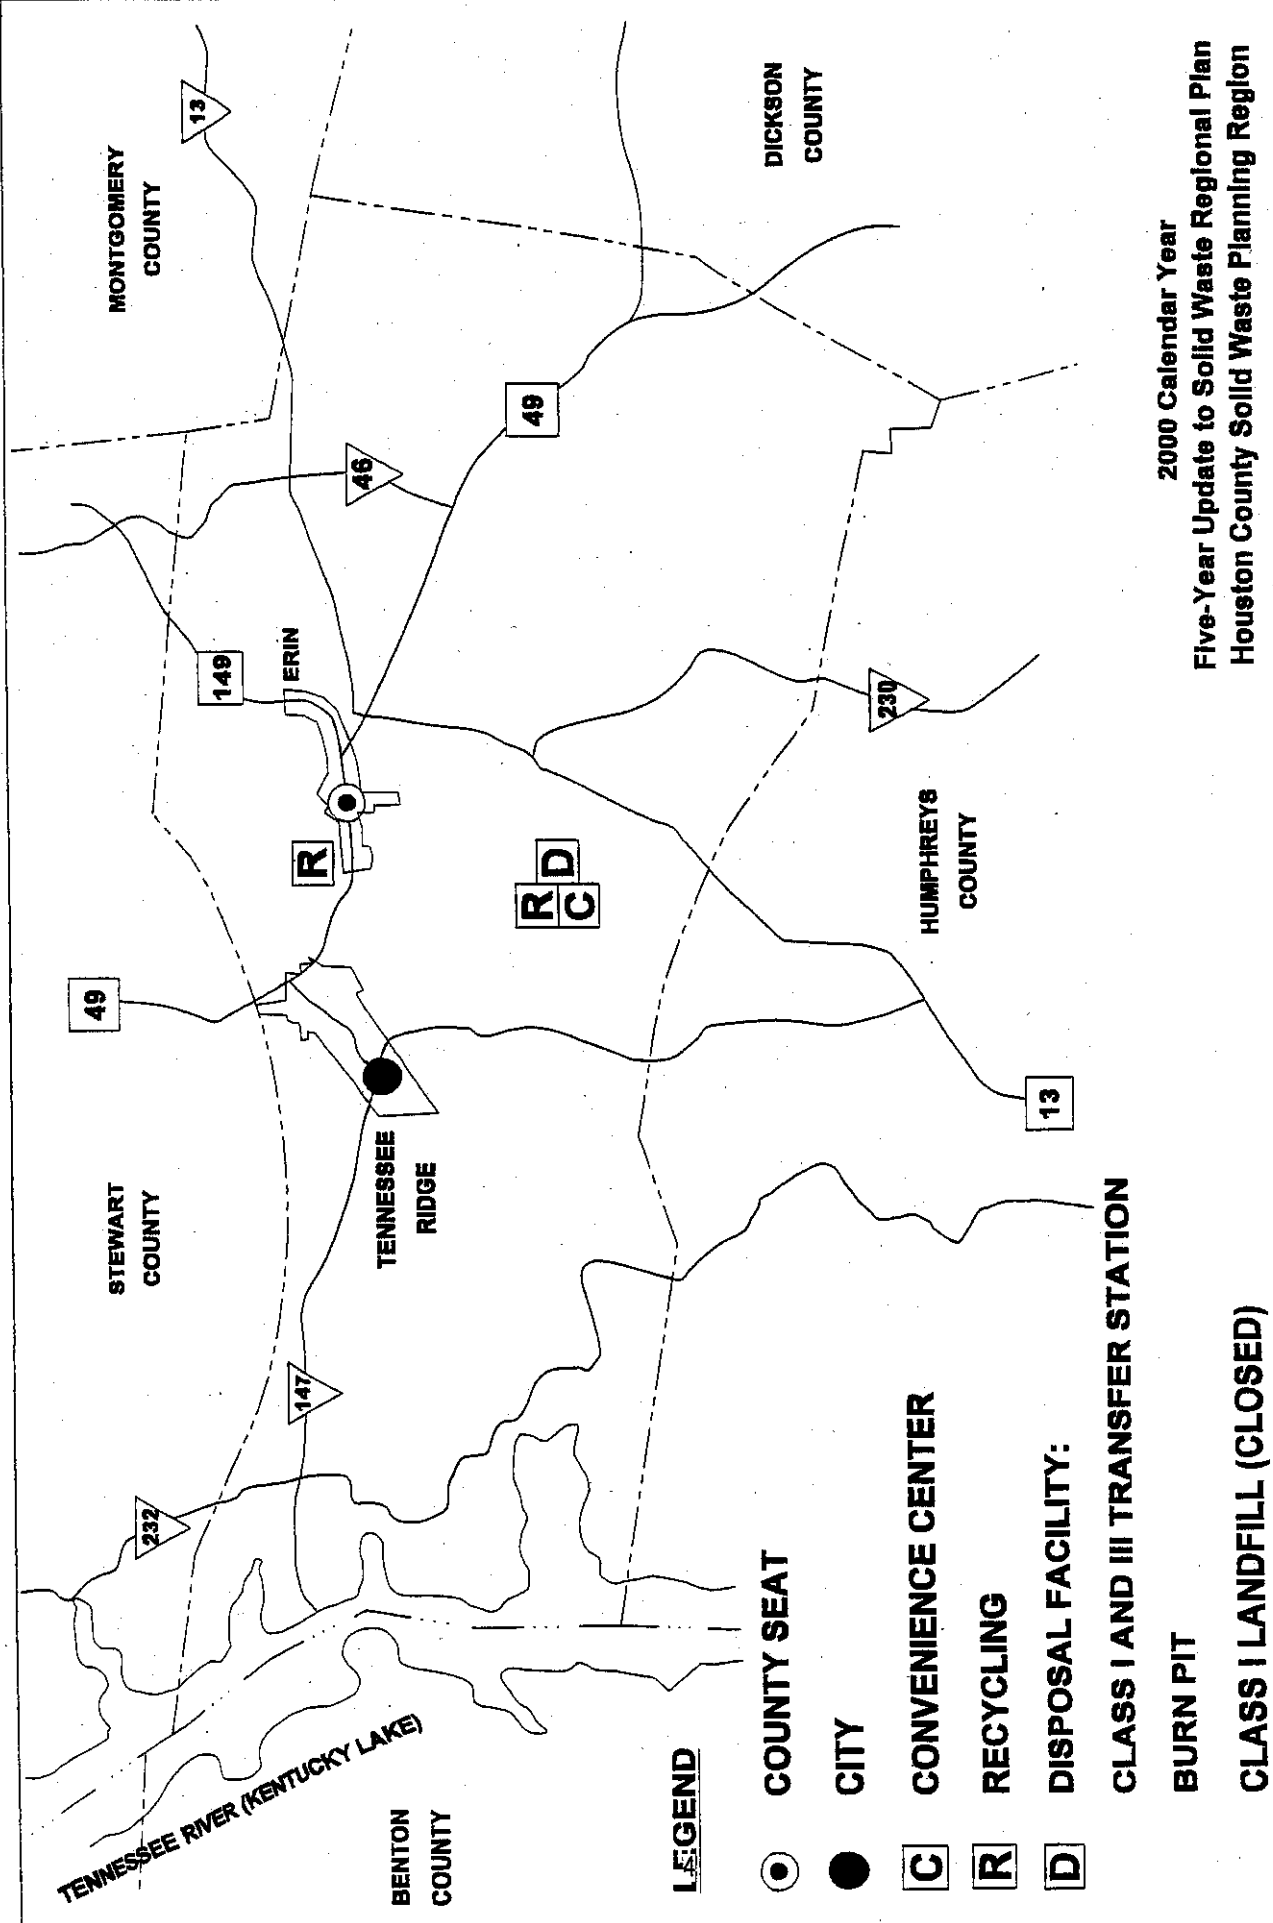 MONTGOMERY
COUNTY
13
STEWART
COUNTY
49
149
ERIN
46
232
147
R
49
TENNESSEE
RIDGE
TENNESSEE RIVER (KENTUCKY LAKE)
BENTON
COUNTY
R
D
C
DICKSON
COUNTY
230
HUMPHREYS
COUNTY
13
LEGEND
COUNTY SEAT
CITY
C CONVENIENCE CENTER
R RECYCLING
D DISPOSAL FACILITY:
CLASS I AND III TRANSFER STATION
BURN PIT
CLASS I LANDFILL (CLOSED)
2000 Calendar Year
Five-Year Update to Solid Waste Regional Plan
Houston County Solid Waste Planning Region